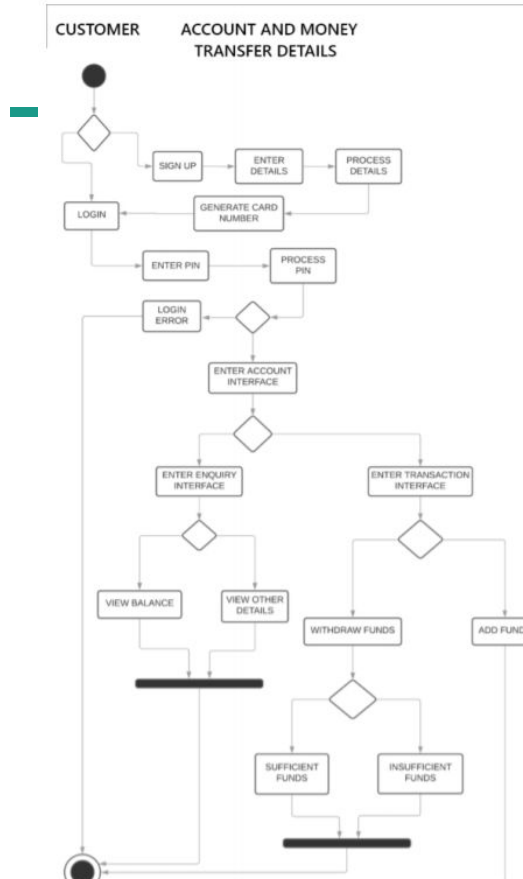 CUSTOMER
ACCOUNT AND MONEY
TRANSFER DETAILS
SIGN UP
ENTER
DETAILS
PROCESS
DETAILS
LOGIN
GENERATE CARD
NUMBER
ENTER PIN
PROCESS
PIN
LOGIN
ERROR
ENTER ACCOUNT
INTERFACE
ENTER ENQUIRY
INTERFACE
ENTER TRANSACTION
INTERFACE
VIEW BALANCE
VIEW OTHER
DETAILS
WITHDRAW FUNDS
ADD FUND
SUFFICIENT
FUNDS
INSUFFICIENT
FUNDS